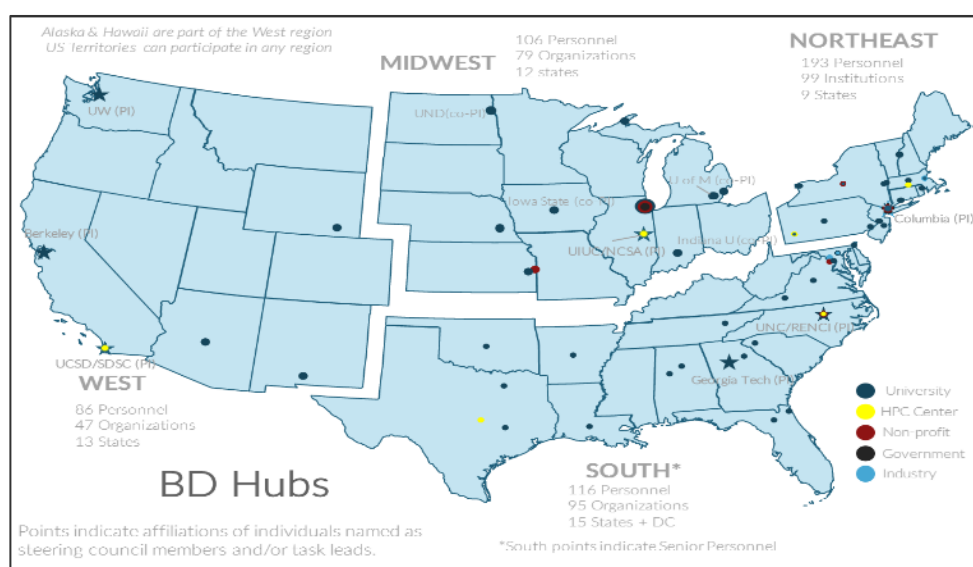 Alaska & Hawaii are part of the West region
US Territories can participate in any region
MIDWEST
106 Personnel
79 Organizations
12 states
NORTHEAST
193 Personnel
99 Institutions
9 States
UW (PI)
UND(co-PI)
U of M (co-PI)
Iowa State (co-PI)
Columbia (PI)
Berkeley (PI)
UIUC/NCSA (PI)
Indiana U (co-PI)
UNC/RENCI (PI)
UCSD/SDSC (PI)
Georgia Tech (PI)
WEST
86 Personnel
47 Organizations
13 States
University
HPC Center
Non-profit
Government
Industry
BD Hubs
SOUTH*
116 Personnel
95 Organizations
15 States + DC
Points indicate affiliations of individuals named as
steering council members and/or task leads.
*South points indicate Senior Personnel